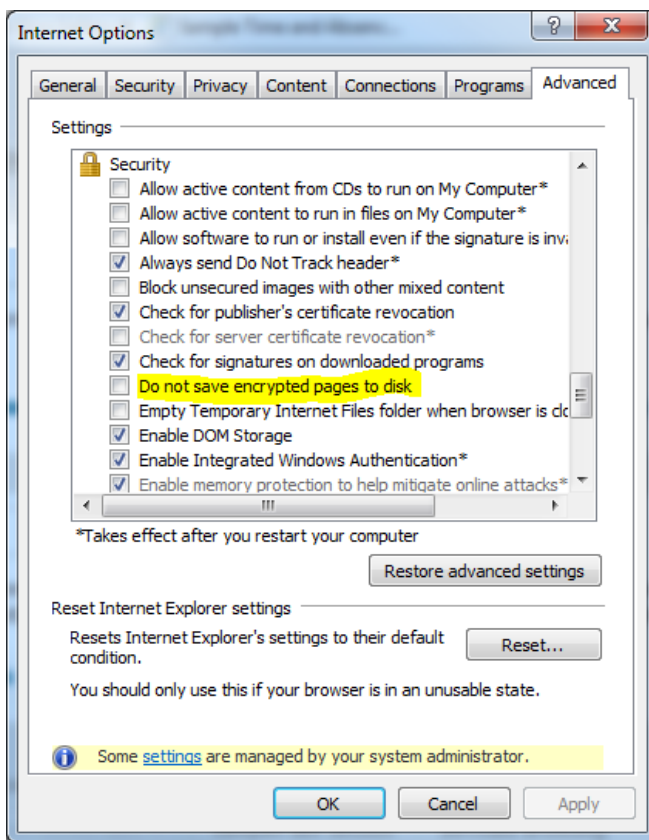 Internet Options
General Security Privacy Content Connections Programs Advanced
Settings
Security
Allow active content from CDs to run on My Computer*
Allow active content to run in files on My Computer*
Allow software to run or install even if the signature is inv
Always send Do Not Track header*
Block unsecured images with other mixed content
Check for publisher's certificate revocation
Check for server certificate revocation*
Check for signatures on downloaded programs
Do not save encrypted pages to disk
Empty Temporary Internet Files folder when browser is clo
Enable DOM Storage
Enable Integrated Windows Authentication*
Enable memory protection to help mitigate online attacks*
*Takes effect after you restart your computer
Restore advanced settings
Reset Internet Explorer settings
Resets Internet Explorer's settings to their default
condition.
Reset...
You should only use this if your browser is in an unusable state.
Some settings are managed by your system administrator.
OK Cancel Apply